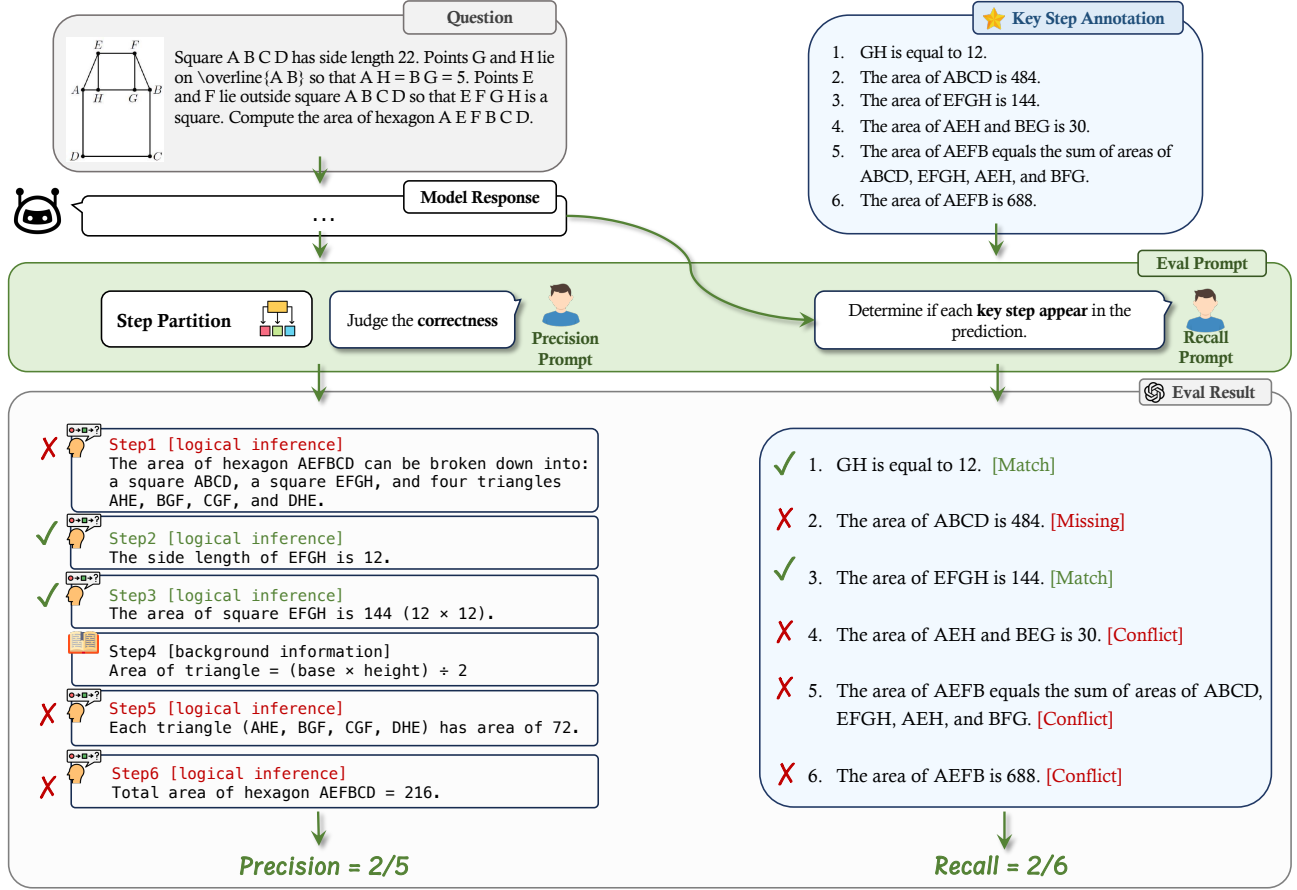 Question
E F
A H G B
D C
Square A B C D has side length 22. Points G and H lie
on \overline{A B} so that A H = B G = 5. Points E
and F lie outside square A B C D so that E F G H is a
square. Compute the area of hexagon A E F B C D.
Key Step Annotation
1. GH is equal to 12.
2. The area of ABCD is 484.
3. The area of EFGH is 144.
4. The area of AEH and BEG is 30.
5. The area of AEFB equals the sum of areas of
ABCD, EFGH, AEH, and BFG.
6. The area of AEFB is 688.
Model Response
...
Eval Prompt
Step Partition
Judge the correctness
Precision
Prompt
Determine if each key step appear in the
prediction.
Recall
Prompt
Eval Result
Step1 [logical inference]
The area of hexagon AEFBCD can be broken down into:
a square ABCD, a square EFGH, and four triangles
AHE, BGF, CGF, and DHE.
Step2 [logical inference]
The side length of EFGH is 12.
Step3 [logical inference]
The area of square EFGH is 144 (12 × 12).
Step4 [background information]
Area of triangle = (base × height) ÷ 2
Step5 [logical inference]
Each triangle (AHE, BGF, CGF, DHE) has area of 72.
Step6 [logical inference]
Total area of hexagon AEFBCD = 216.
Precision = 2/5
1. GH is equal to 12. [Match]
2. The area of ABCD is 484. [Missing]
3. The area of EFGH is 144. [Match]
4. The area of AEH and BEG is 30. [Conflict]
5. The area of AEFB equals the sum of areas of ABCD,
EFGH, AEH, and BFG. [Conflict]
6. The area of AEFB is 688. [Conflict]
Recall = 2/6